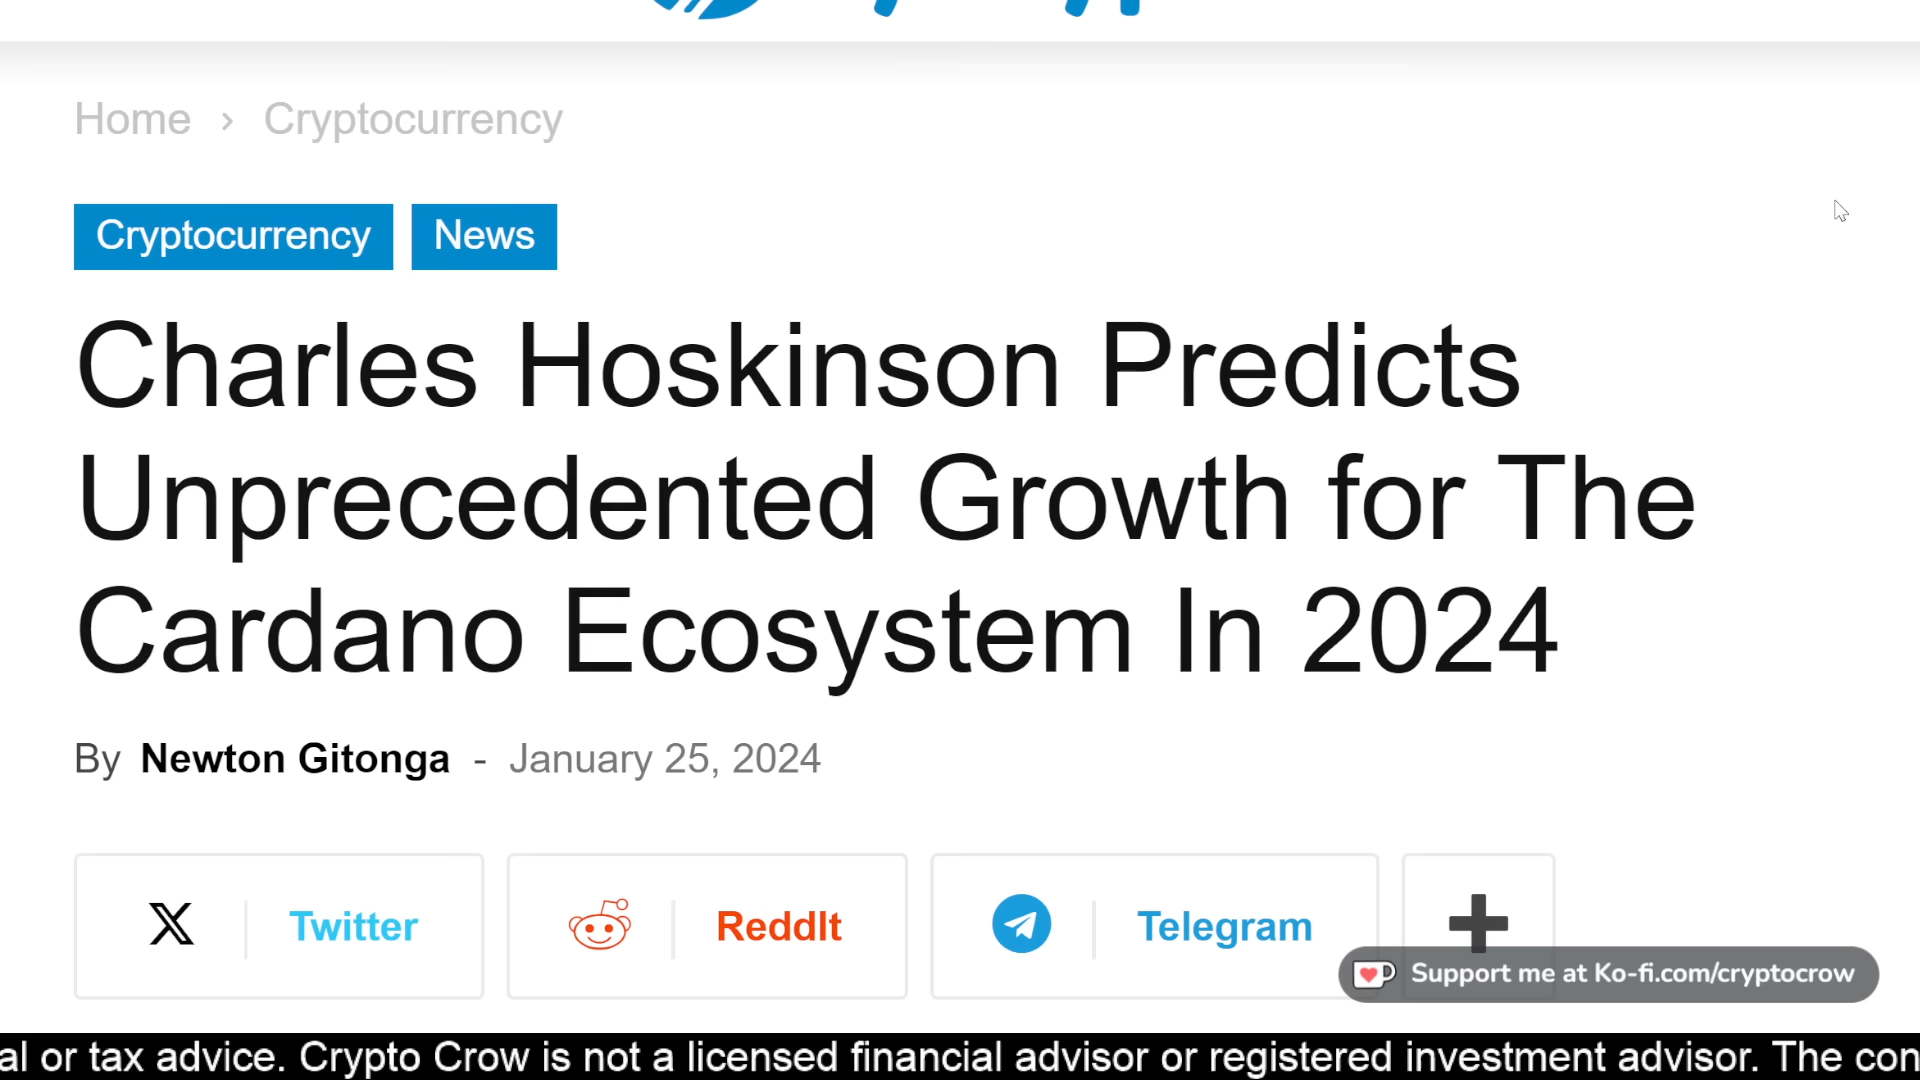 Home › Cryptocurrency
Cryptocurrency News
Charles Hoskinson Predicts
Unprecedented Growth for The
Cardano Ecosystem In 2024
By Newton Gitonga - January 25, 2024
Twitter ReddIt Telegram
Support me at Ko-fi.com/cryptocrow
or tax advice. Crypto Crow is not a licensed financial advisor or registered investment advisor. The